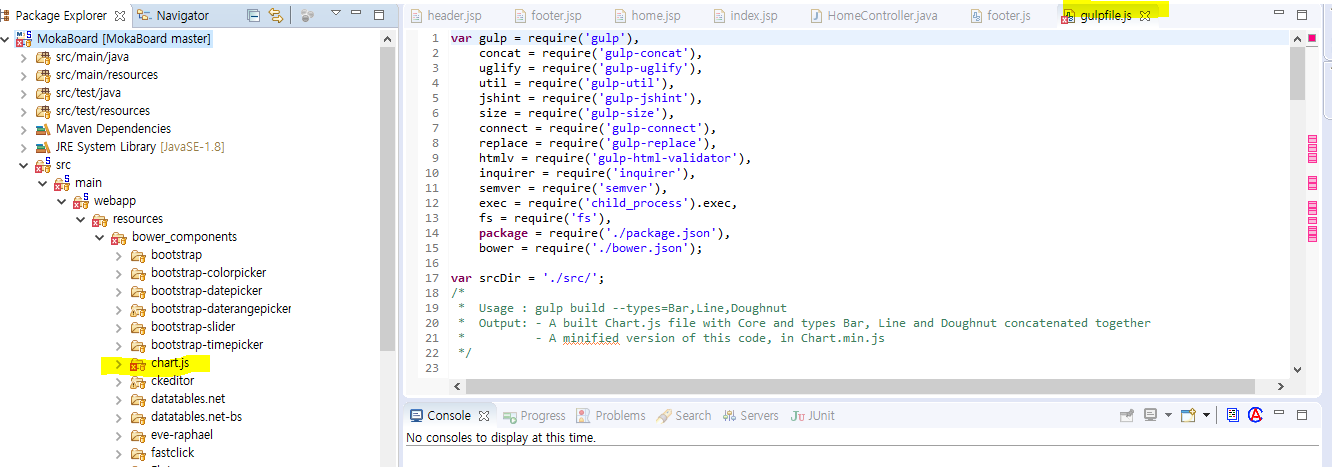 Package Explorer
Navigator
MokaBoard [MokaBoard master]
src/main/java
src/main/resources
src/test/java
src/test/resources
Maven Dependencies
JRE System Library [JavaSE-1.8]
src
main
webapp
resources
bower_components
bootstrap
bootstrap-colorpicker
bootstrap-datepicker
bootstrap-daterangepicker
bootstrap-slider
bootstrap-timepicker
chart.js
ckeditor
datatables.net
datatables.net-bs
eve-raphael
fastclick
header.jsp
footer.jsp
home.jsp
index.jsp
HomeController.java
footer.js
gulpfile.js
1 var gulp = require('gulp'),
2 concat = require('gulp-concat'),
3 uglify = require('gulp-uglify'),
4 util = require('gulp-util'),
5 jshint = require('gulp-jshint'),
6 size = require('gulp-size'),
7 connect = require('gulp-connect'),
8 replace = require('gulp-replace'),
9 htmlv = require('gulp-html-validator'),
10 inquirer = require('inquirer'),
11 semver = require('semver'),
12 exec = require('child_process').exec,
13 fs = require('fs'),
14 package = require('./package.json'),
15 bower = require('./bower.json');
16
17 var srcDir = './src/';
18 /*
19 * Usage : gulp build --types=Bar,Line,Doughnut
20 * Output: - A built Chart.js file with Core and types Bar, Line and Doughnut concatenated together
21 * - A minified version of this code, in Chart.min.js
22 */
23
Console
Progress
Problems
Search
Servers
JUnit
No consoles to display at this time.